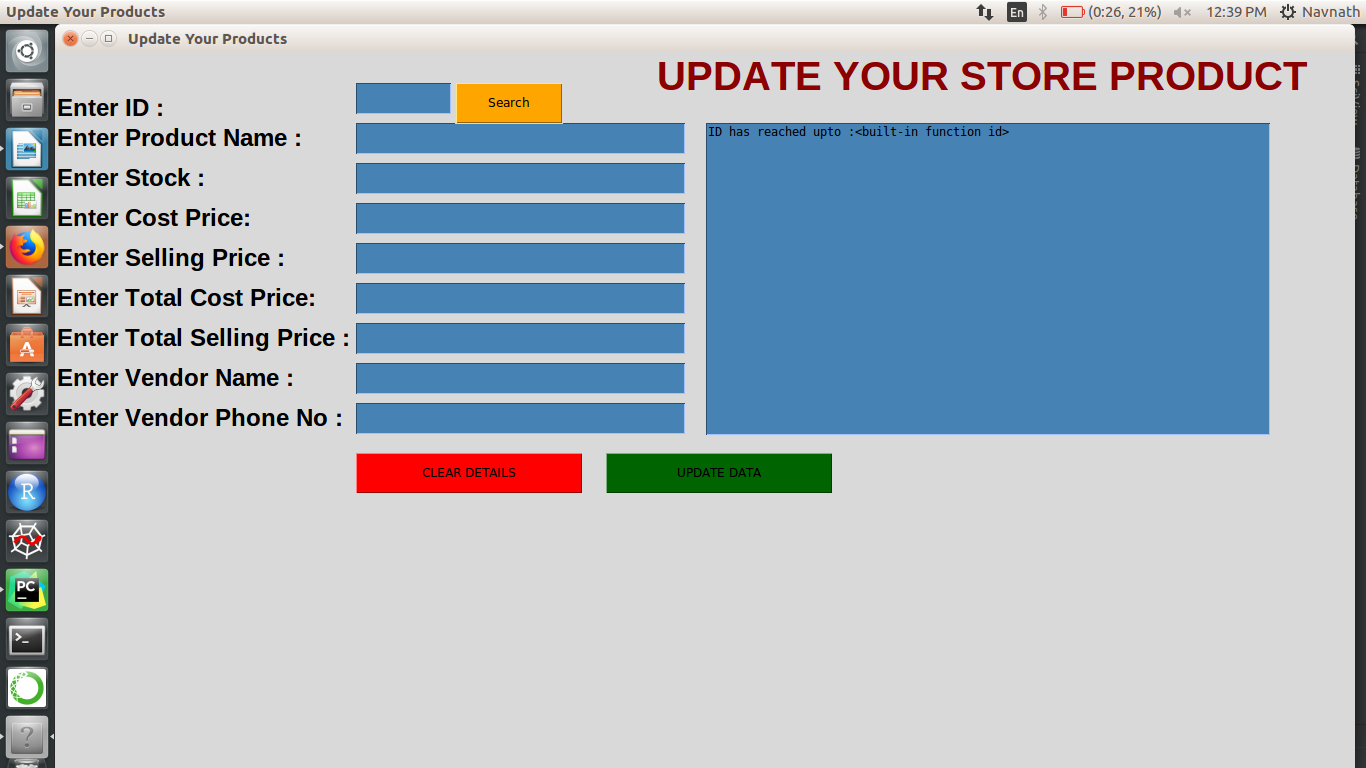 Update Your Products
En
(0:26, 21%)
12:39 PM
Navnath
Update Your Products
UPDATE YOUR STORE PRODUCT
Enter ID :
Search
Enter Product Name :
ID has reached upto :<built-in function id>
Enter Stock :
Enter Cost Price:
Enter Selling Price :
Enter Total Cost Price:
Enter Total Selling Price :
Enter Vendor Name :
Enter Vendor Phone No :
CLEAR DETAILS
UPDATE DATA
A
R
PC
>_
?